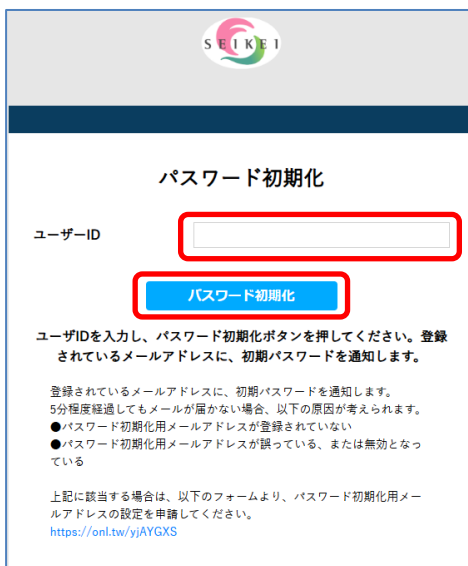 SEIKEI
パスワード初期化
ユーザーID
パスワード初期化
ユーザIDを入力し、パスワード初期化ボタンを押してください。登録
されているメールアドレスに、初期パスワードを通知します。
登録されているメールアドレスに、初期パスワードを通知します。
5分程度経過してもメールが届かない場合、以下の原因が考えられます。
●パスワード初期化用メールアドレスが登録されていない
●パスワード初期化用メールアドレスが誤っている、または無効となっ
ている
上記に該当する場合は、以下のフォームより、パスワード初期化用メー
ルアドレスの設定を申請してください。
https://onl.tw/yjAYGXS